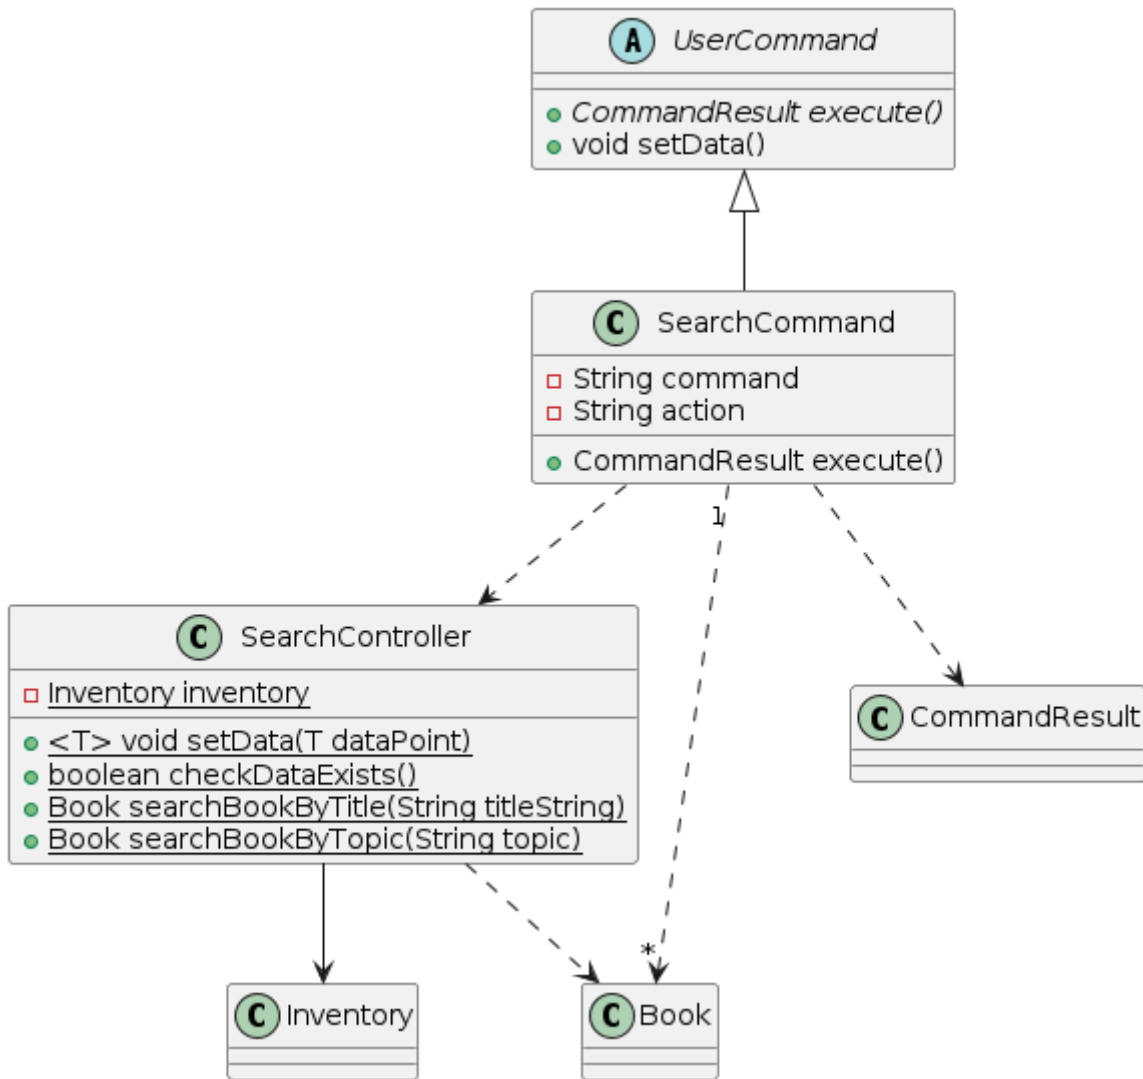 A UserCommand
CommandResult execute()
void setData()
C SearchCommand
String command
String action
CommandResult execute()
1
C SearchController
Inventory inventory
<T> void setData(T dataPoint)
boolean checkDataExists()
Book searchBookByTitle(String titleString)
Book searchBookByTopic(String topic)
C CommandResult
*
C Inventory
C Book